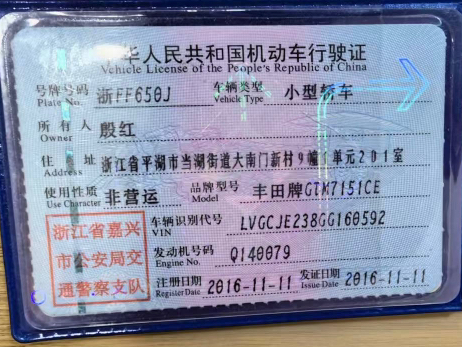 中华人民共和国机动车行驶证
Vehicle License of the People's Republic of China
号牌号码 浙FF650J 车辆类型 小型轿车
Plate No. Vehicle Type
所有人 殷红
Owner
住址 浙江省平湖市当湖街道大南门新村9幢1单元201室
Address
使用性质 非营运 品牌型号 丰田牌GTM7151CE
Use Character Model
浙江省嘉兴
市公安局交
通警察支队
车辆识别代号 LVGCJE238GG160592
VIN
发动机号码 Q140079
Engine No.
注册日期 2016-11-11 发证日期 2016-11-11
Register Date Issue Date